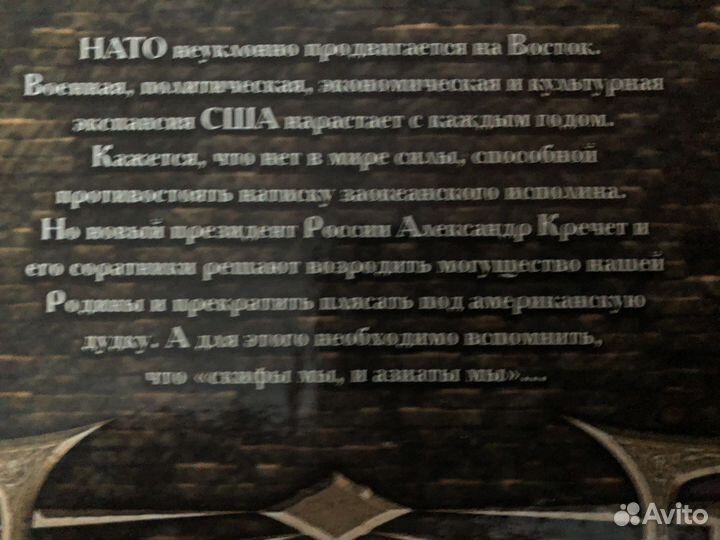 НАТО неуклонно продвигается на Восток.
Военная, политическая, экономическая и культурная
экспансия США нарастает с каждым годом.
Кажется, что нет в мире силы, способной
противостоять натиску заокеанского исполина.
Но новый президент России Александр Кречет и
его соратники решают возродить могущество нашей
Родины и прекратить плясать под американскую
дудку. А для этого необходимо вспомнить,
что «скифы мы, и азиаты мы»...
Avito